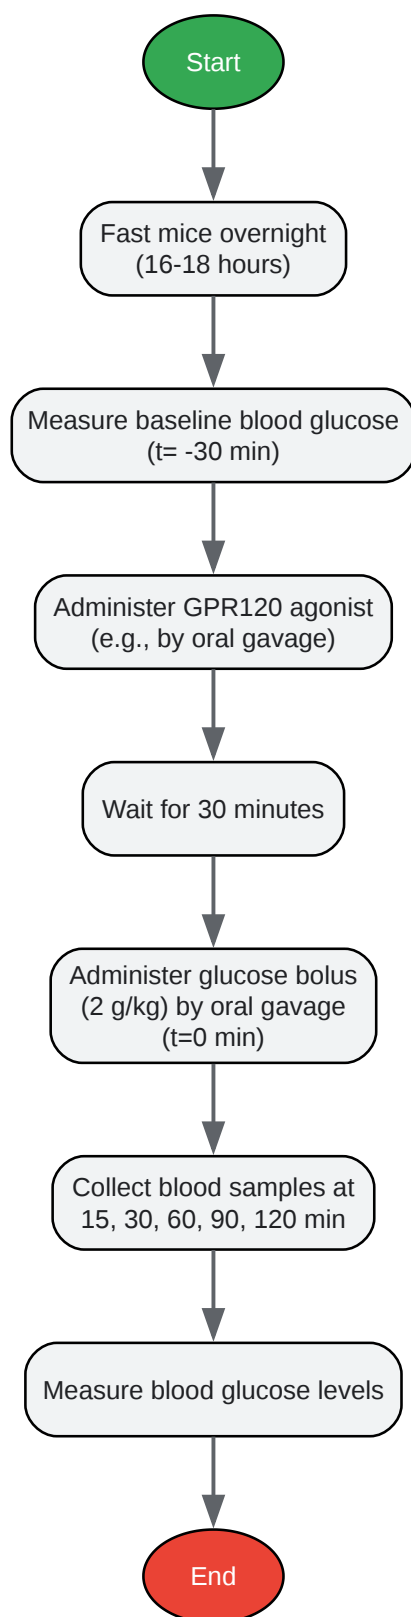 Start
Fast mice overnight
(16-18 hours)
Measure baseline blood glucose
(t= -30 min)
Administer GPR120 agonist
(e.g., by oral gavage)
Wait for 30 minutes
Administer glucose bolus
(2 g/kg) by oral gavage
(t=0 min)
Collect blood samples at
15, 30, 60, 90, 120 min
Measure blood glucose levels
End